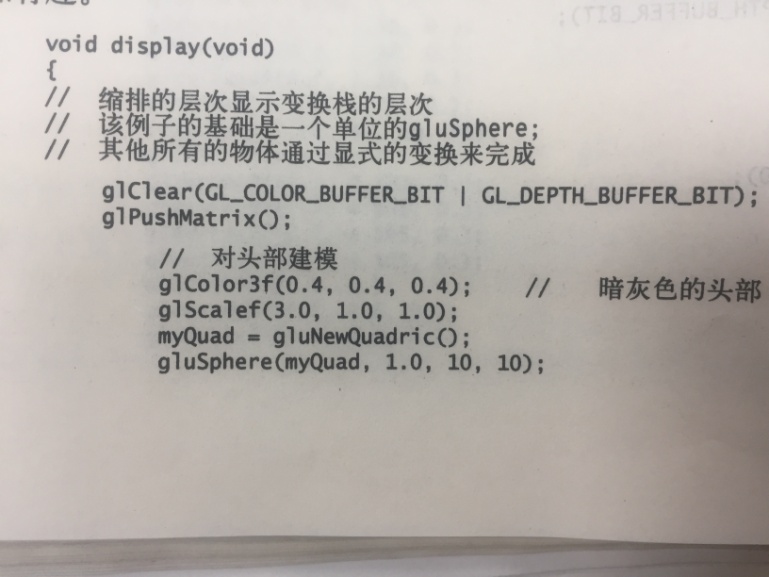 void display(void)
{
// 缩排的层次显示变换栈的层次
// 该例子的基础是一个单位的gluSphere;
// 其他所有的物体通过显式的变换来完成
glClear(GL_COLOR_BUFFER_BIT | GL_DEPTH_BUFFER_BIT);
glPushMatrix();
// 对头部建模
glColor3f(0.4, 0.4, 0.4); // 暗灰色的头部
glScalef(3.0, 1.0, 1.0);
myQuad = gluNewQuadric();
gluSphere(myQuad, 1.0, 10, 10);